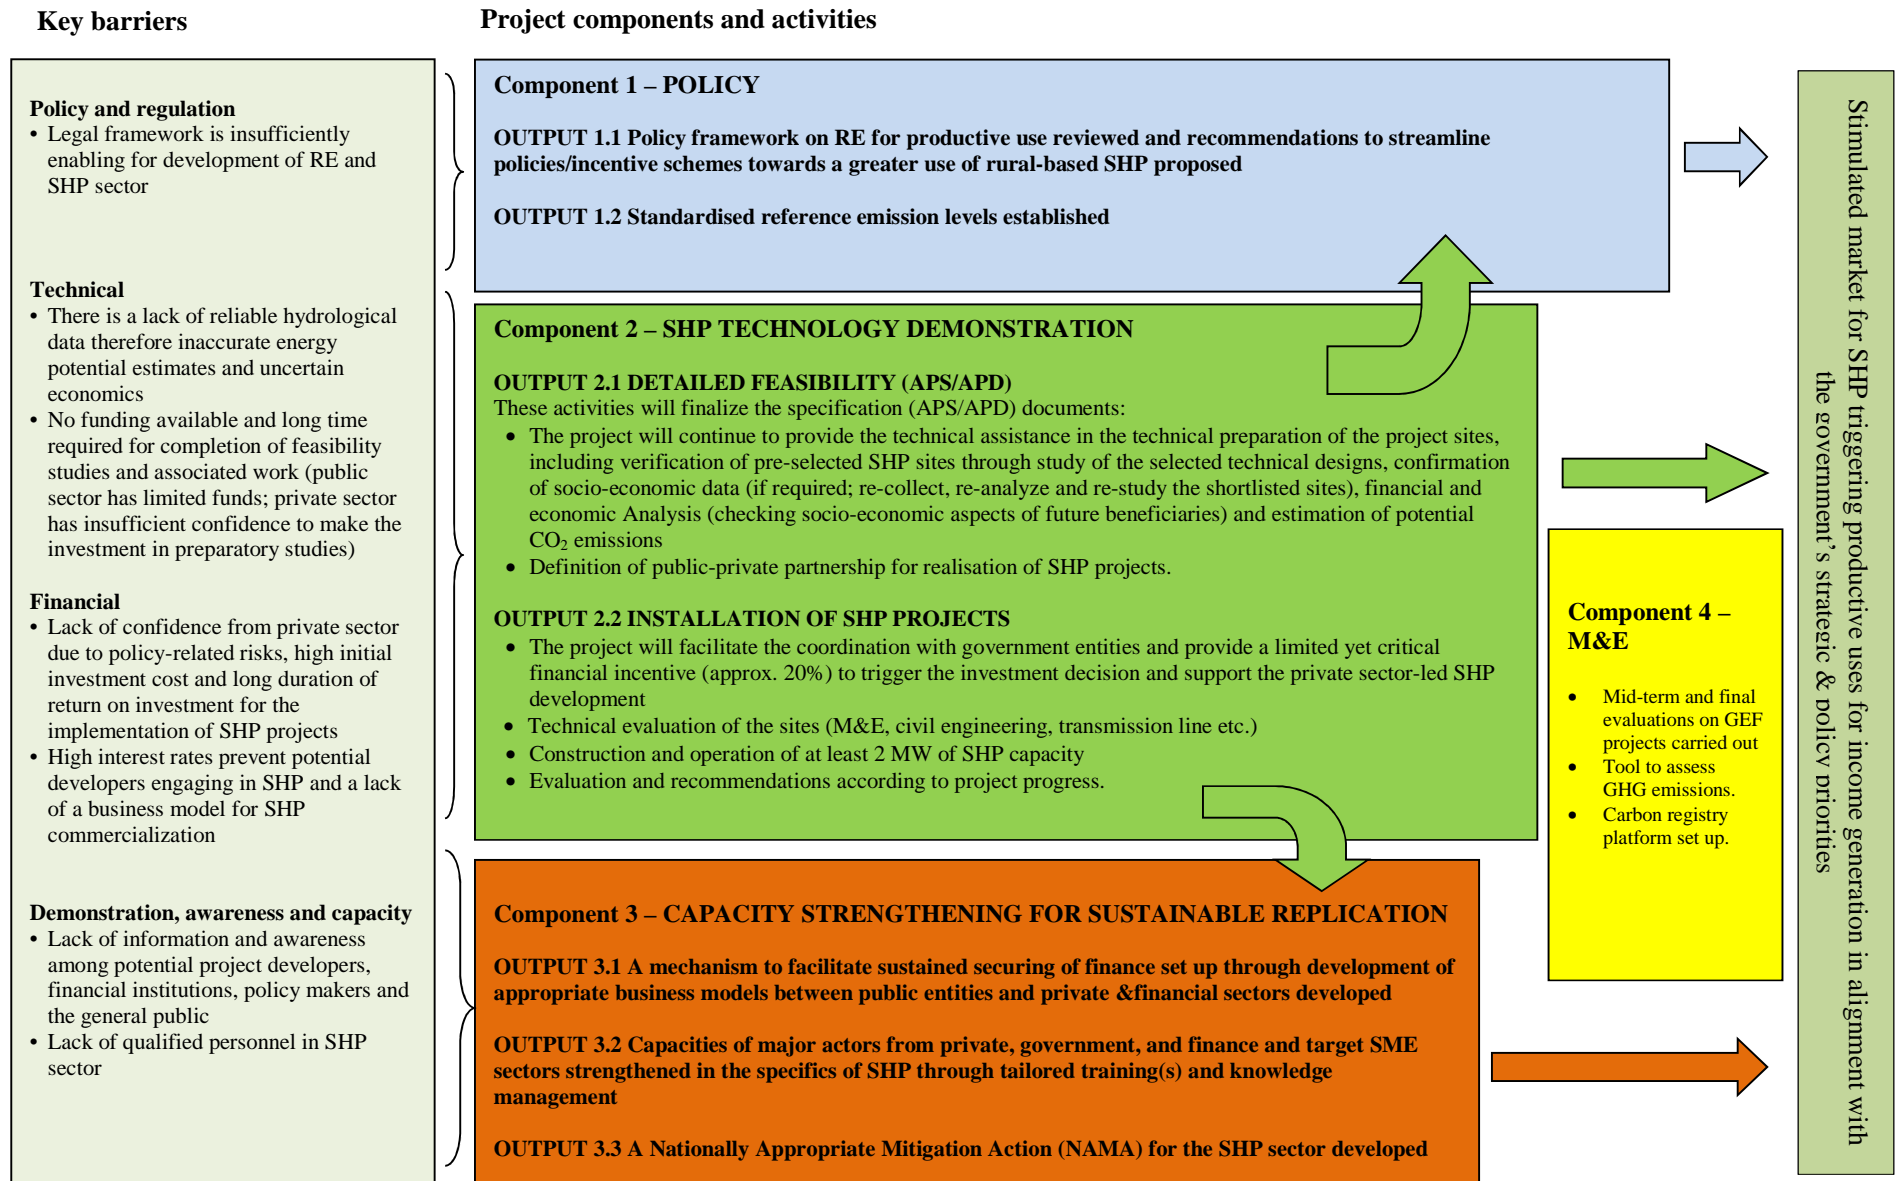 Key barriers
Project components and activities
Policy and regulation
• Legal framework is insufficiently
enabling for development of RE and
SHP sector
Technical
• There is a lack of reliable hydrological
data therefore inaccurate energy
potential estimates and uncertain
economics
• No funding available and long time
required for completion of feasibility
studies and associated work (public
sector has limited funds; private sector
has insufficient confidence to make the
investment in preparatory studies)
Financial
• Lack of confidence from private sector
due to policy-related risks, high initial
investment cost and long duration of
return on investment for the
implementation of SHP projects
• High interest rates prevent potential
developers engaging in SHP and a lack
of a business model for SHP
commercialization
Demonstration, awareness and capacity
• Lack of information and awareness
among potential project developers,
financial institutions, policy makers and
the general public
• Lack of qualified personnel in SHP
sector
Component 1 – POLICY
OUTPUT 1.1 Policy framework on RE for productive use reviewed and recommendations to streamline
policies/incentive schemes towards a greater use of rural-based SHP proposed
OUTPUT 1.2 Standardised reference emission levels established
Component 2 – SHP TECHNOLOGY DEMONSTRATION
OUTPUT 2.1 DETAILED FEASIBILITY (APS/APD)
These activities will finalize the specification (APS/APD) documents:
• The project will continue to provide the technical assistance in the technical preparation of the project sites,
including verification of pre-selected SHP sites through study of the selected technical designs, confirmation
of socio-economic data (if required; re-collect, re-analyze and re-study the shortlisted sites), financial and
economic Analysis (checking socio-economic aspects of future beneficiaries) and estimation of potential
CO₂ emissions
• Definition of public-private partnership for realisation of SHP projects.
OUTPUT 2.2 INSTALLATION OF SHP PROJECTS
• The project will facilitate the coordination with government entities and provide a limited yet critical
financial incentive (approx. 20%) to trigger the investment decision and support the private sector-led SHP
development
• Technical evaluation of the sites (M&E, civil engineering, transmission line etc.)
• Construction and operation of at least 2 MW of SHP capacity
• Evaluation and recommendations according to project progress.
Component 3 – CAPACITY STRENGTHENING FOR SUSTAINABLE REPLICATION
OUTPUT 3.1 A mechanism to facilitate sustained securing of finance set up through development of
appropriate business models between public entities and private &financial sectors developed
OUTPUT 3.2 Capacities of major actors from private, government, and finance and target SME
sectors strengthened in the specifics of SHP through tailored training(s) and knowledge
management
OUTPUT 3.3 A Nationally Appropriate Mitigation Action (NAMA) for the SHP sector developed
Component 4 –
M&E
• Mid-term and final
evaluations on GEF
projects carried out
• Tool to assess
GHG emissions.
• Carbon registry
platform set up.
Stimulated market for SHP triggering productive uses for income generation in alignment with
the government's strategic & policy priorities